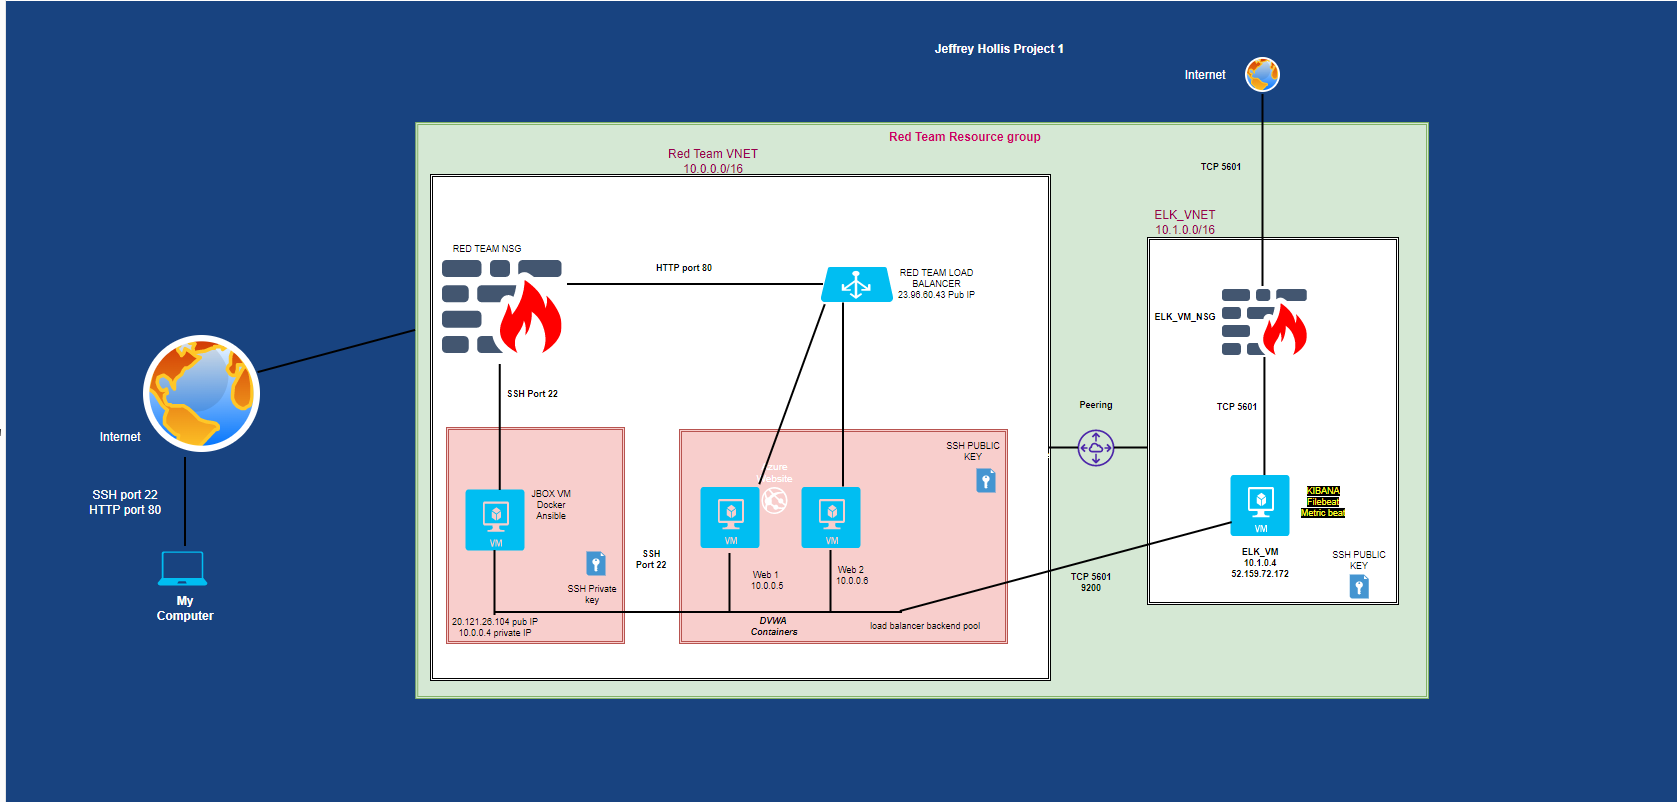 Jeffrey Hollis Project 1
Internet
Red Team Resource group
Red Team VNET
10.0.0.0/16
TCP 5601
ELK_VNET
10.1.0.0/16
RED TEAM NSG
HTTP port 80
RED TEAM LOAD
BALANCER
23.96.60.43 Pub IP
ELK_VM_NSG
SSH Port 22
Peering
TCP 5601
Internet
SSH PUBLIC
KEY
SSH port 22
HTTP port 80
JBOX VM
Docker
Ansible
VM
VM
VM
KIBANA
Filebeat
Metric beat
VM
ELK_VM
10.1.0.4
52.159.72.172
SSH PUBLIC
KEY
SSH
Port 22
SSH Private
key
Web 1
10.0.0.5
Web 2
10.0.0.6
TCP 5601
9200
My
Computer
20.121.26.104 pub IP
10.0.0.4 private IP
DVWA
Containers
load balancer backend pool